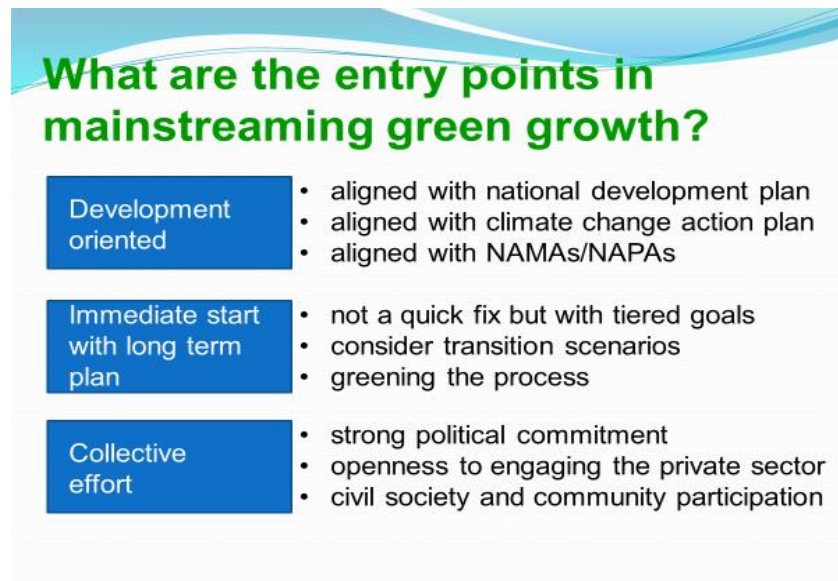 What are the entry points in
mainstreaming green growth?
Development
oriented
• aligned with national development plan
• aligned with climate change action plan
• aligned with NAMAs/NAPAs
Immediate start
with long term
plan
• not a quick fix but with tiered goals
• consider transition scenarios
• greening the process
Collective
effort
• strong political commitment
• openness to engaging the private sector
• civil society and community participation